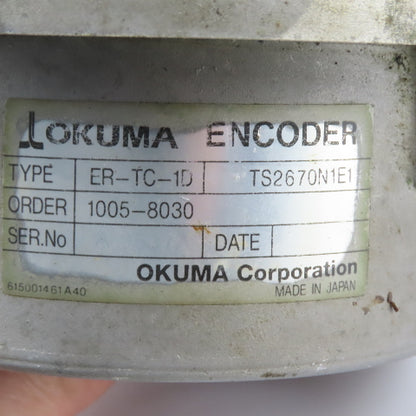 OKUMA ENCODER
TYPE ER-TC-1D TS2670N1E1
ORDER 1005-8030
SER.No DATE
OKUMA Corporation
615001461A40 MADE IN JAPAN